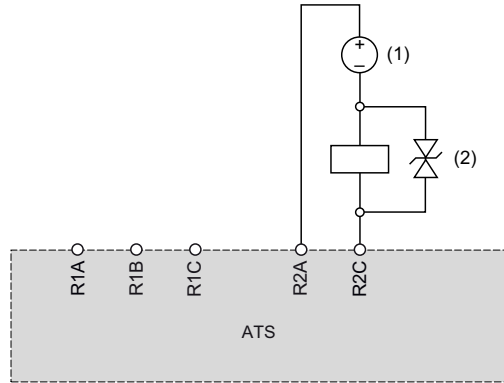 +
(1)
–
(2)
R1A
R1B
R1C
R2A
R2C
ATS